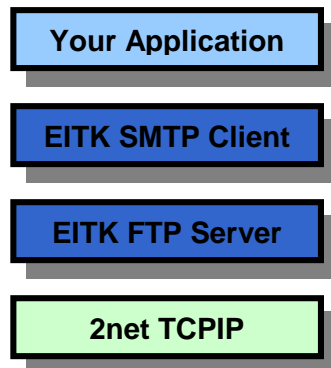 Your Application
EITK SMTP Client
EITK FTP Server
2net TCPIP